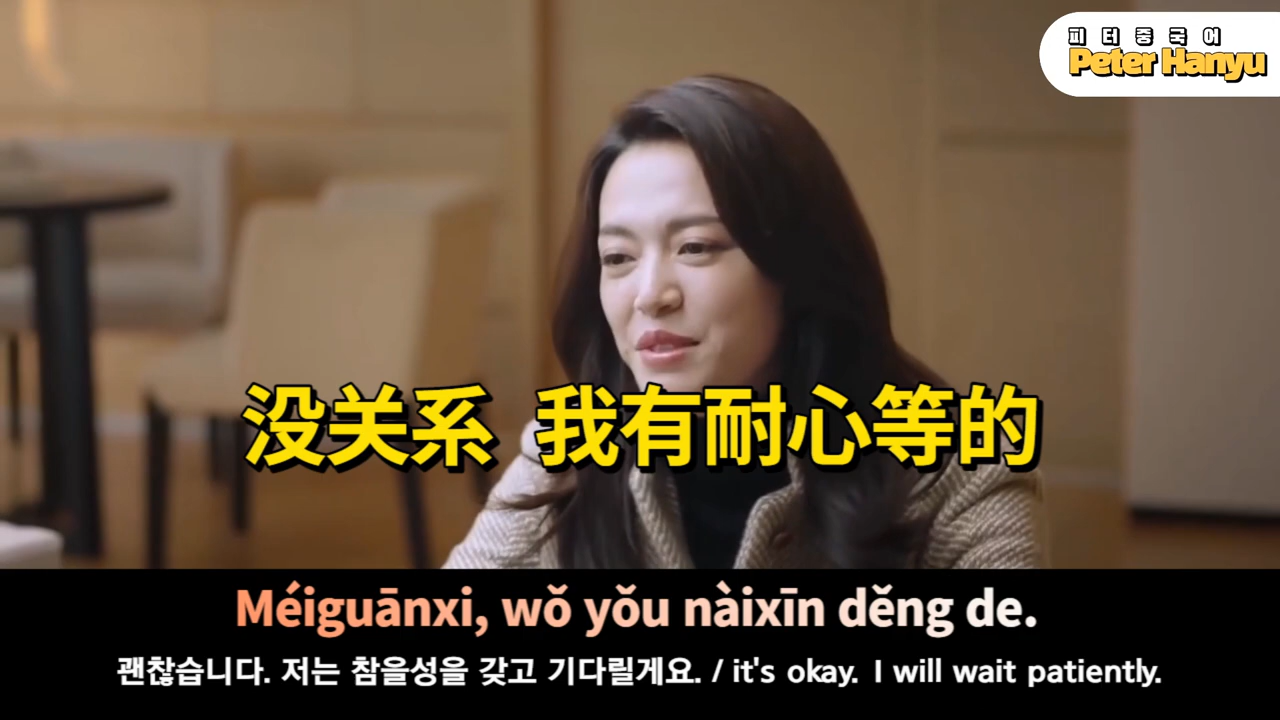 피터중국어
Peter Hanyu
没关系 我有耐心等的
Méiguānxi, wǒ yǒu nàixīn děng de.
괜찮습니다. 저는 참을성을 갖고 기다릴게요. / it's okay. I will wait patiently.